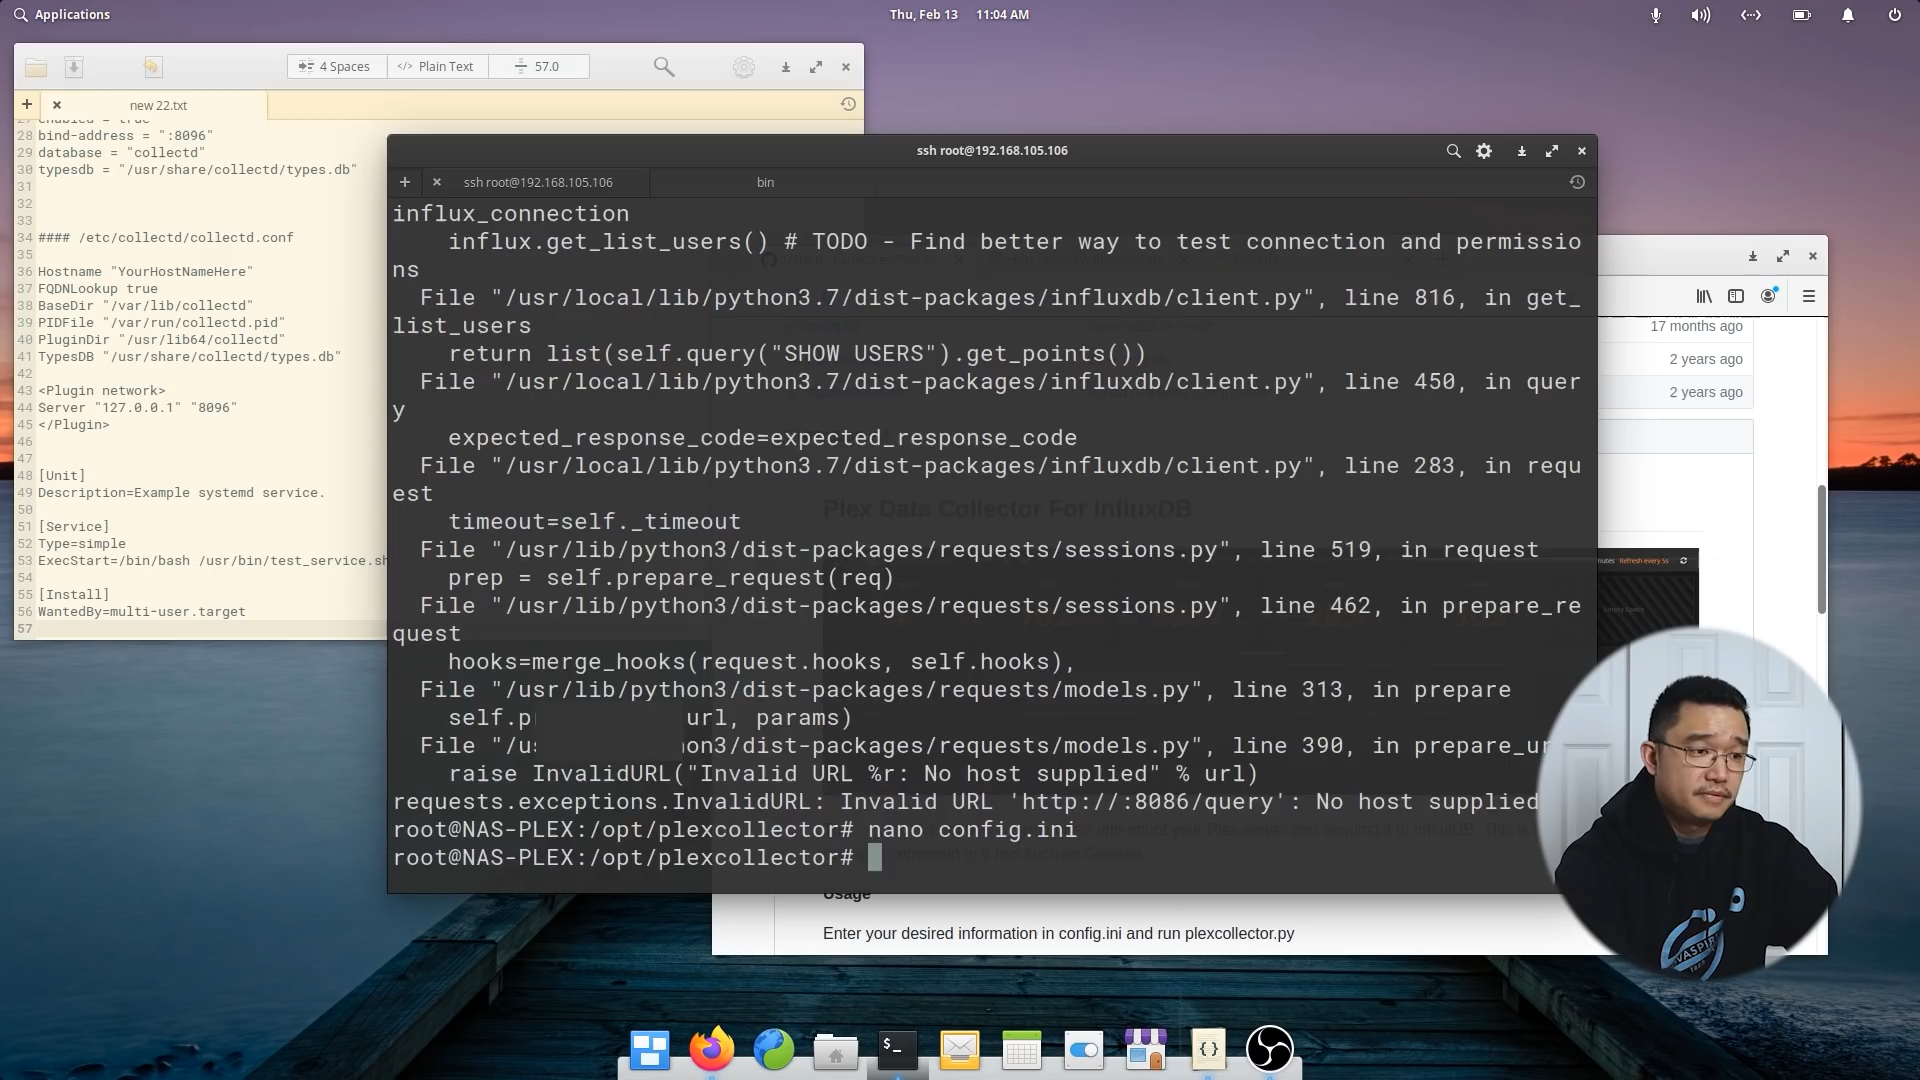 Applications
Thu, Feb 13 11:04 AM
4 Spaces
</> Plain Text
57.0
new 22.txt
28 bind-address = ":8096"
29 database = "collectd"
30 typesdb = "/usr/share/collectd/types.db"
31
32
33
34 #### /etc/collectd/collectd.conf
35
36 Hostname "YourHostNameHere"
37 FQDNLookup true
38 BaseDir "/var/lib/collectd"
39 PIDFile "/var/run/collectd.pid"
40 PluginDir "/usr/lib64/collectd"
41 TypesDB "/usr/share/collectd/types.db"
42
43 <Plugin network>
44 Server "127.0.0.1" "8096"
45 </Plugin>
46
47
48 [Unit]
49 Description=Example systemd service.
50
51 [Service]
52 Type=simple
53 ExecStart=/bin/bash /usr/bin/test_service.sh
54
55 [Install]
56 WantedBy=multi-user.target
57
ssh root@192.168.105.106
ssh root@192.168.105.106
bin
influx_connection
influx.get_list_users() # TODO - Find better way to test connection and permissio
ns
File "/usr/local/lib/python3.7/dist-packages/influxdb/client.py", line 816, in get_
list_users
return list(self.query("SHOW USERS").get_points())
File "/usr/local/lib/python3.7/dist-packages/influxdb/client.py", line 450, in quer
y
expected_response_code=expected_response_code
File "/usr/local/lib/python3.7/dist-packages/influxdb/client.py", line 283, in requ
est
timeout=self._timeout
File "/usr/lib/python3/dist-packages/requests/sessions.py", line 519, in request
prep = self.prepare_request(req)
File "/usr/lib/python3/dist-packages/requests/sessions.py", line 462, in prepare_re
quest
hooks=merge_hooks(request.hooks, self.hooks),
File "/usr/lib/python3/dist-packages/requests/models.py", line 313, in prepare
self.p url, params)
File "/us on3/dist-packages/requests/models.py", line 390, in prepare_ur
raise InvalidURL("Invalid URL %r: No host supplied" % url)
requests.exceptions.InvalidURL: Invalid URL 'http://:8086/query': No host supplied
root@NAS-PLEX:/opt/plexcollector# nano config.ini
root@NAS-PLEX:/opt/plexcollector#
17 months ago
2 years ago
2 years ago
Plex Data Collector For InfluxDB
Refresh every 5s
Usage
Enter your desired information in config.ini and run plexcollector.py